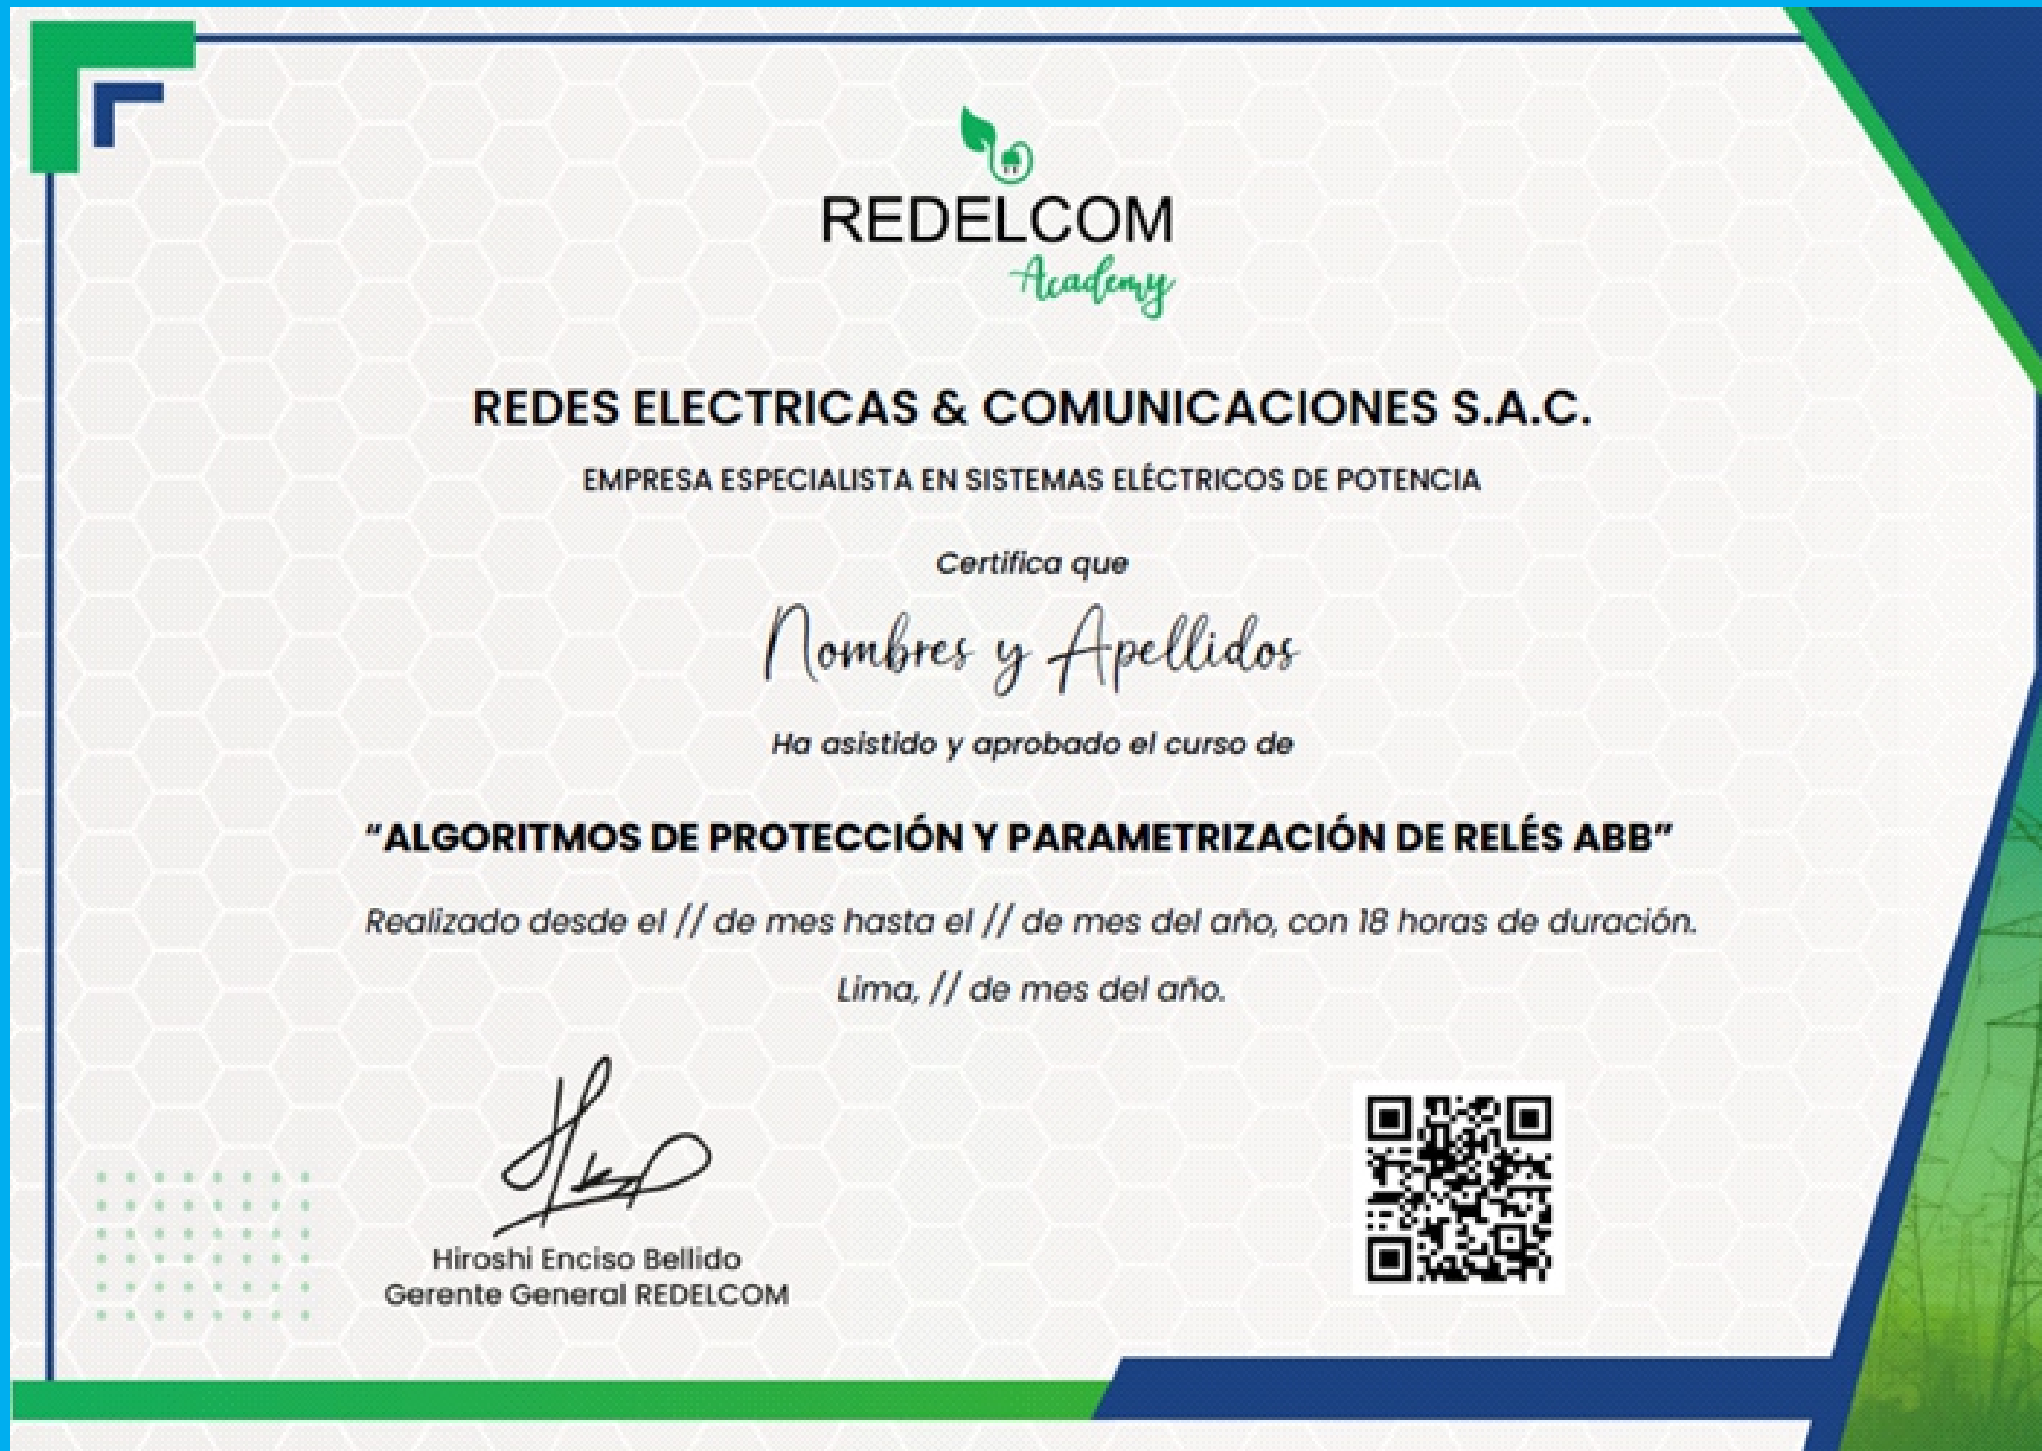 REDELCOM
Academy
REDES ELECTRICAS & COMUNICACIONES S.A.C.
EMPRESA ESPECIALISTA EN SISTEMAS ELÉCTRICOS DE POTENCIA
Certifica que
Nombres y Apellidos
Ha asistido y aprobado el curso de
“ALGORITMOS DE PROTECCIÓN Y PARAMETRIZACIÓN DE RELÉS ABB”
Realizado desde el // de mes hasta el // de mes del año, con 18 horas de duración.
Lima, // de mes del año.
Hiroshi Enciso Bellido
Gerente General REDELCOM